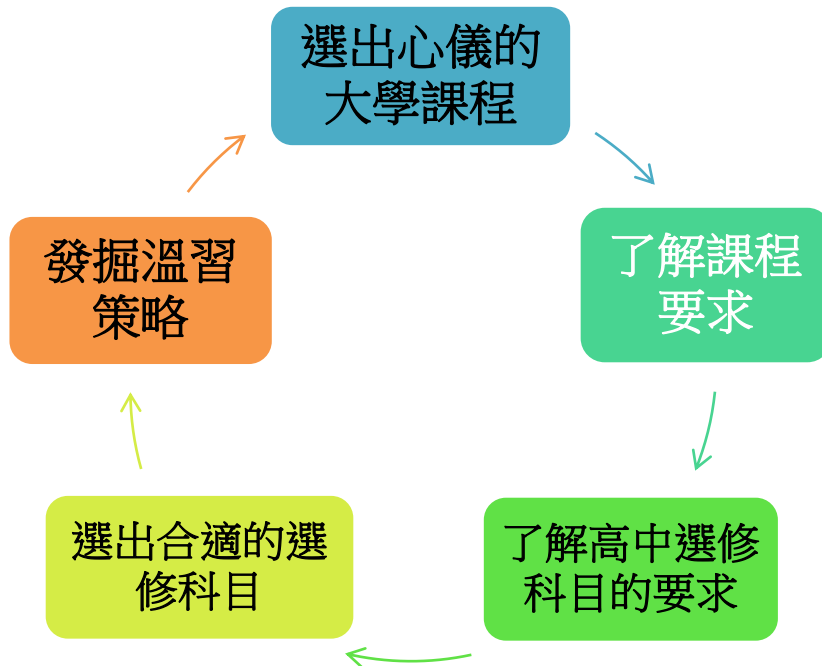 選出心儀的
大學課程
了解課程
要求
了解高中選修
科目的要求
選出合適的選
修科目
發掘溫習
策略